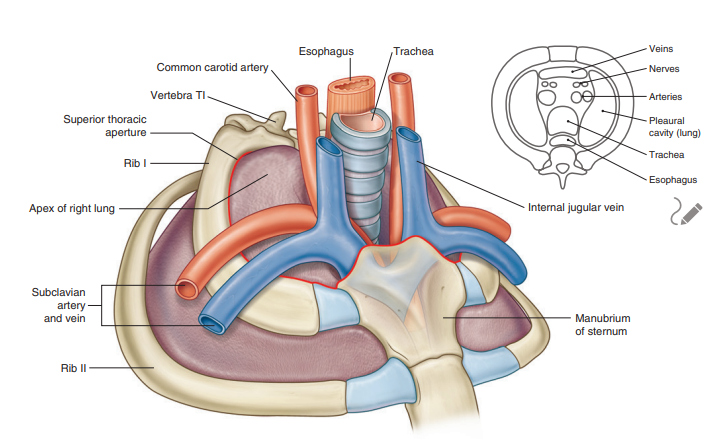 Esophagus
Trachea
Common carotid artery
Vertebra TI
Superior thoracic
aperture
Rib I
Apex of right lung
Subclavian
artery
and vein
Rib II
Internal jugular vein
Manubrium
of sternum
Veins
Nerves
Arteries
Pleural
cavity (lung)
Trachea
Esophagus